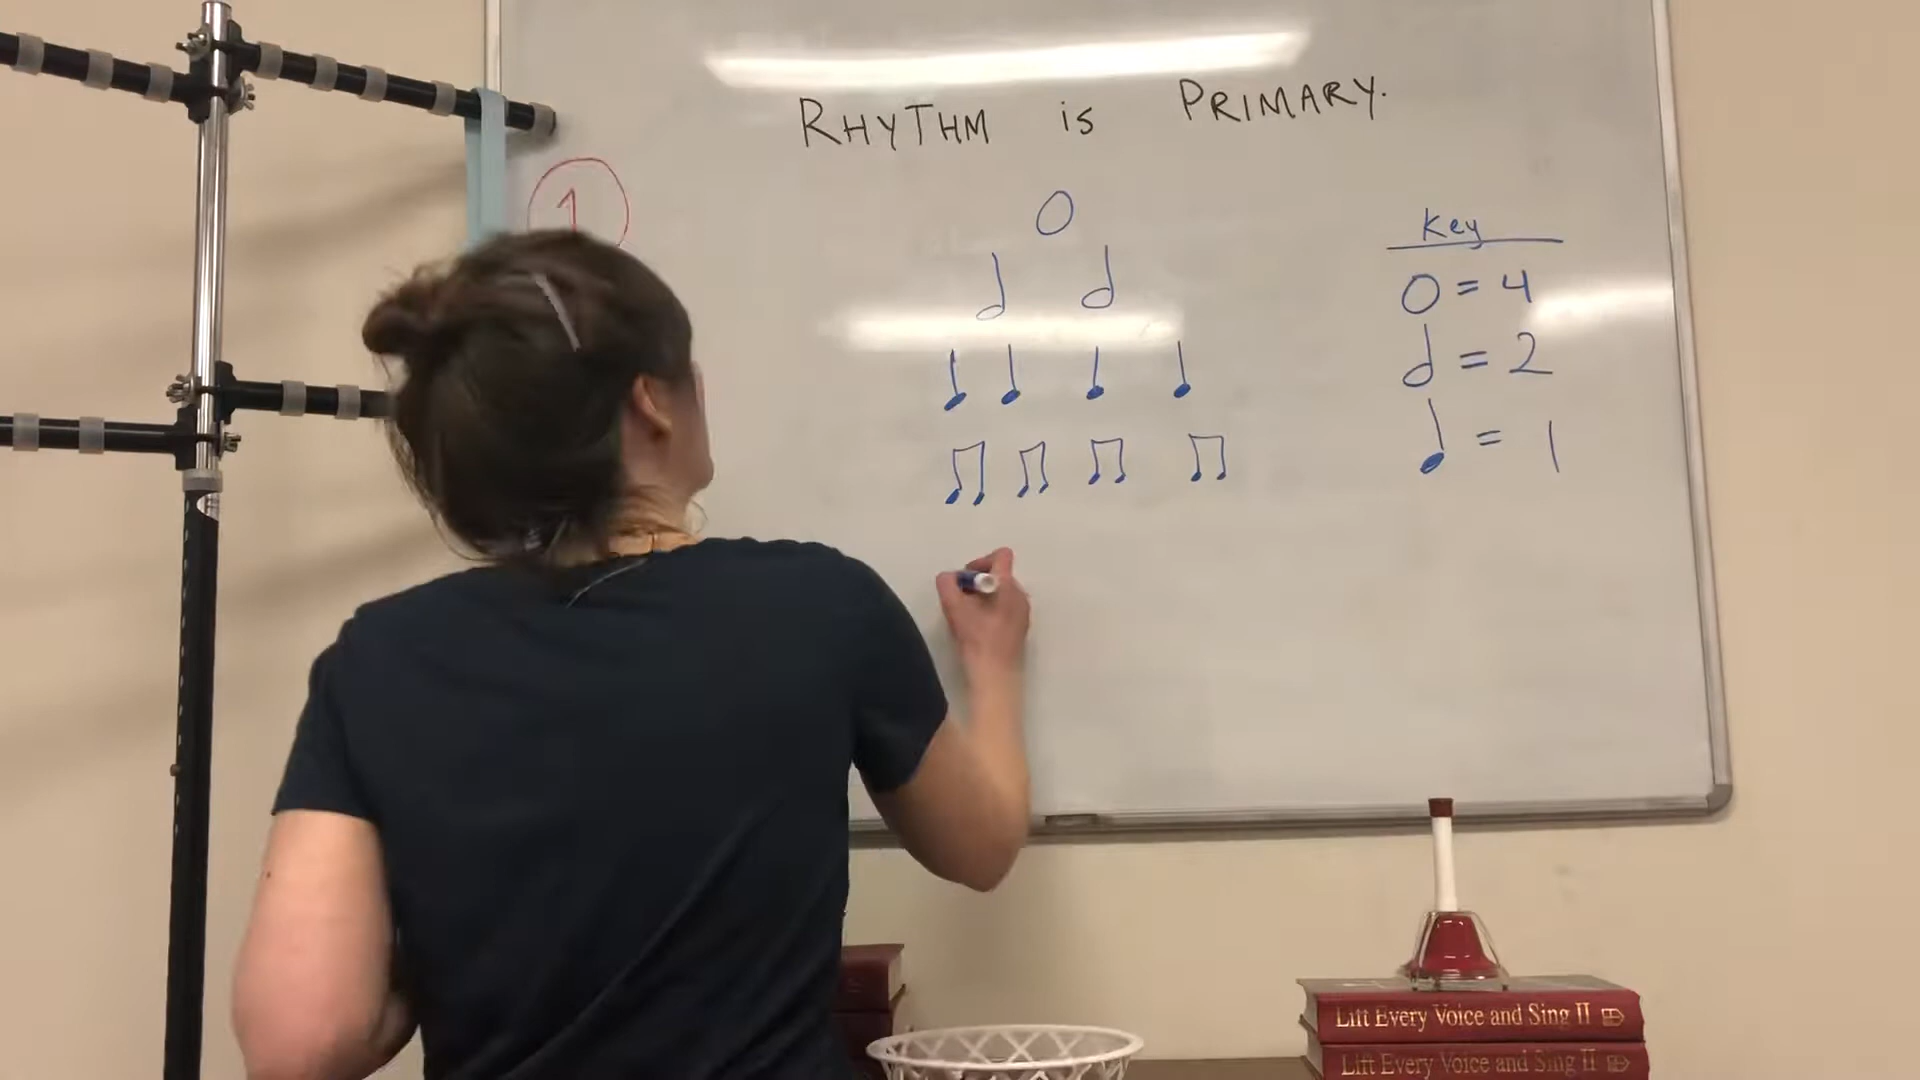 RHYTHM is PRIMARY.
1
Key
O = 4
𝅗𝅥 = 2
♩ = 1
Lift Every Voice and Sing II
Lift Every Voice and Sing II